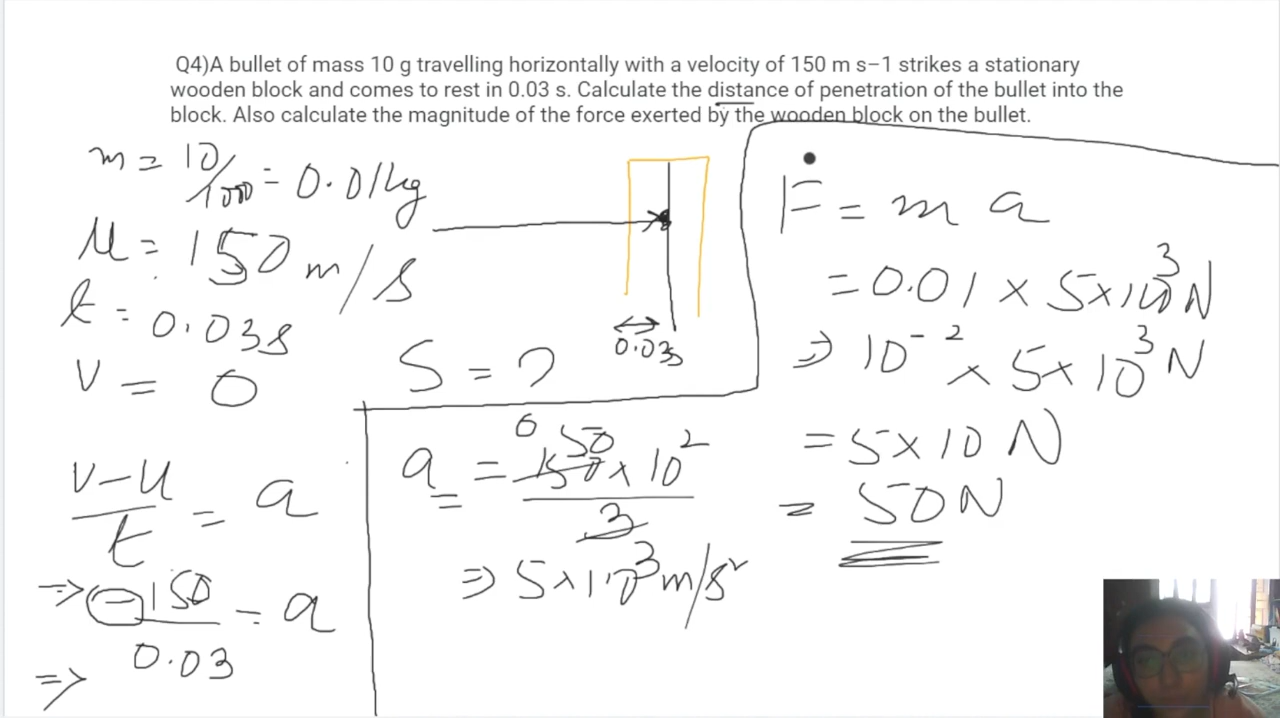 Q4)A bullet of mass 10 g travelling horizontally with a velocity of 150 m s−1 strikes a stationary
wooden block and comes to rest in 0.03 s. Calculate the distance of penetration of the bullet into the
block. Also calculate the magnitude of the force exerted by the wooden block on the bullet.
m = 10/1000 = 0.01kg
u = 150 m/s
t = 0.03s
v = 0
S = ?
0.03s
v-u/t = a
⇒ -150/0.03 = a
⇒
a = 150 50 × 10² / 3
⇒ 5×10³ m/s²
F = m a
= 0.01 × 5×10³ N
⇒ 10⁻² × 5×10³ N
= 5×10 N
= 50N